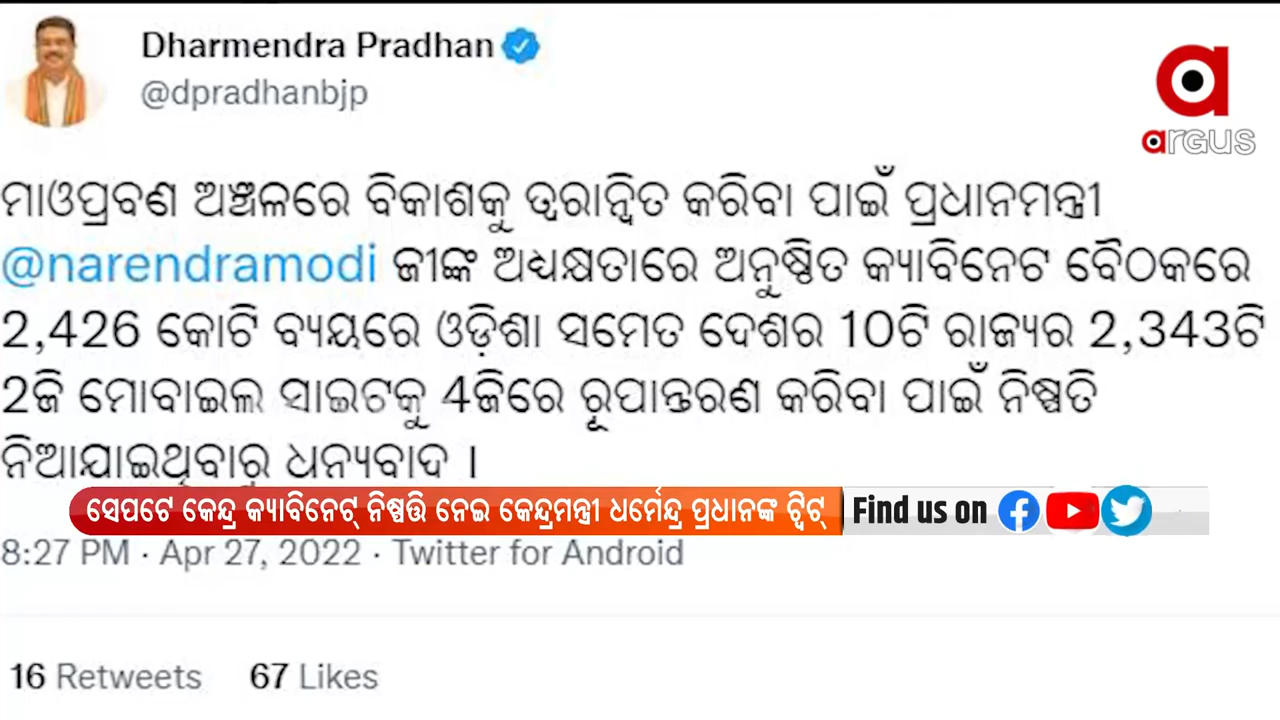 Dharmendra Pradhan
@dpradhanbjp
argus
ମାଓପ୍ରବଣ ଅଞ୍ଚଳରେ ବିକାଶକୁ ତ୍ୱରାନ୍ୱିତ କରିବା ପାଇଁ ପ୍ରଧାନମନ୍ତ୍ରୀ
@narendramodi ଜୀଙ୍କ ଅଧ୍ୟକ୍ଷତାରେ ଅନୁଷ୍ଠିତ କ୍ୟାବିନେଟ ବୈଠକରେ
2,426 କୋଟି ବ୍ୟୟରେ ଓଡ଼ିଶା ସମେତ ଦେଶର 10ଟି ରାଜ୍ୟର 2,343ଟି
2ଜି ମୋବାଇଲ ସାଇଟକୁ 4ଜିରେ ରୂପାନ୍ତରଣ କରିବା ପାଇଁ ନିଷ୍ପତି
ନିଆଯାଇଥିବାରୁ ଧନ୍ୟବାଦ ।
ସେପଟେ କେନ୍ଦ୍ର କ୍ୟାବିନେଟ୍ ନିଷ୍ପତ୍ତି ନେଇ କେନ୍ଦ୍ରମନ୍ତ୍ରୀ ଧର୍ମେନ୍ଦ୍ର ପ୍ରଧାନଙ୍କ ଟ୍ୱିଟ୍ Find us on
8:27 PM · Apr 27, 2022 · Twitter for Android
16 Retweets 67 Likes